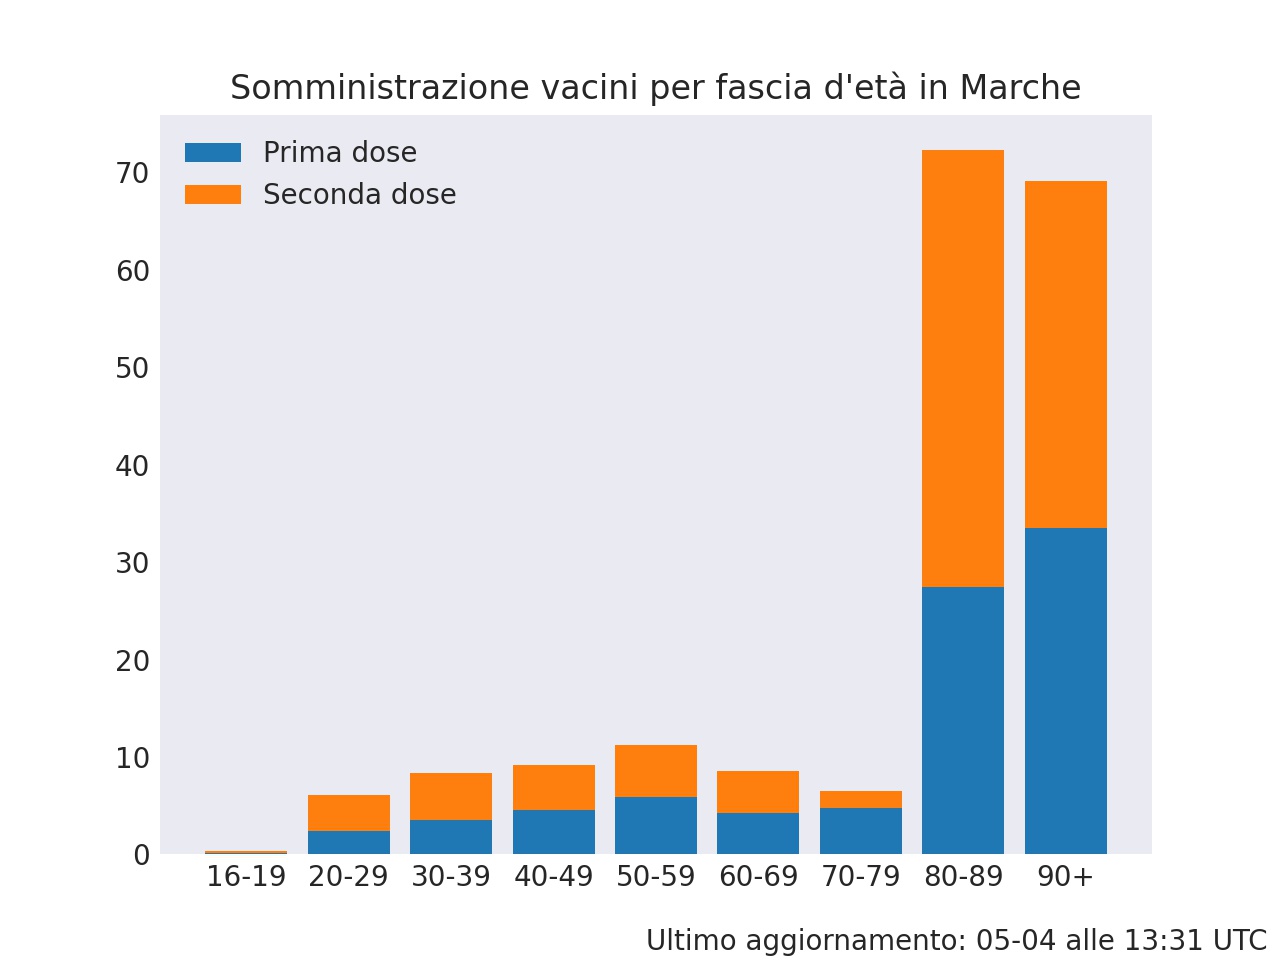 Somministrazione vacini per fascia d'età in Marche
Prima dose
Seconda dose
70
60
50
40
30
20
10
0
16-19 20-29 30-39 40-49 50-59 60-69 70-79 80-89 90+
Ultimo aggiornamento: 05-04 alle 13:31 UTC